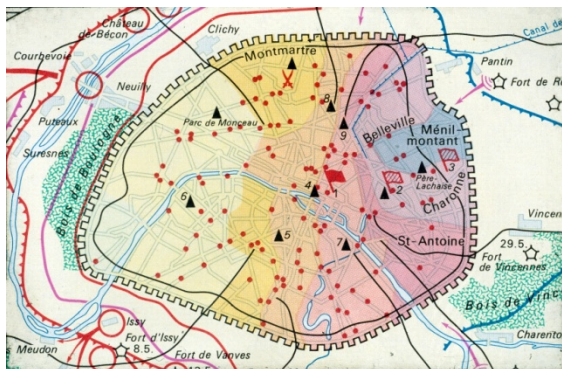 Château
de Bécon
Clichy
Canal de
Montmartre
Courbevoie
Pantin
Fort de R
Neuilly
8
Parc de Monceau
9
Puteaux
Belleville
Ménil-
montant
Suresnes
3
Père-
Lachaise
Bois de Boulogne
6
4
1
2
Charonne
5
7
St-Antoine
Vincen
29.5
Fort
de Vincennes
Bois de Vinc
Issy
Fort d'Issy
8.5.
Meudon
Fort de Vanves
Charento